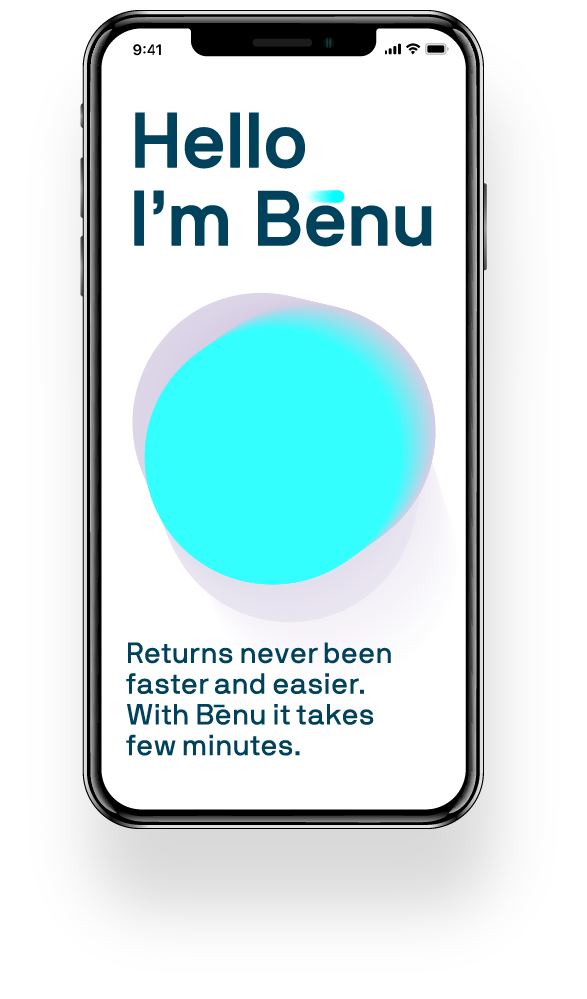 9:41
Hello
I’m Bēnu
Returns never been
faster and easier.
With Bēnu it takes
few minutes.